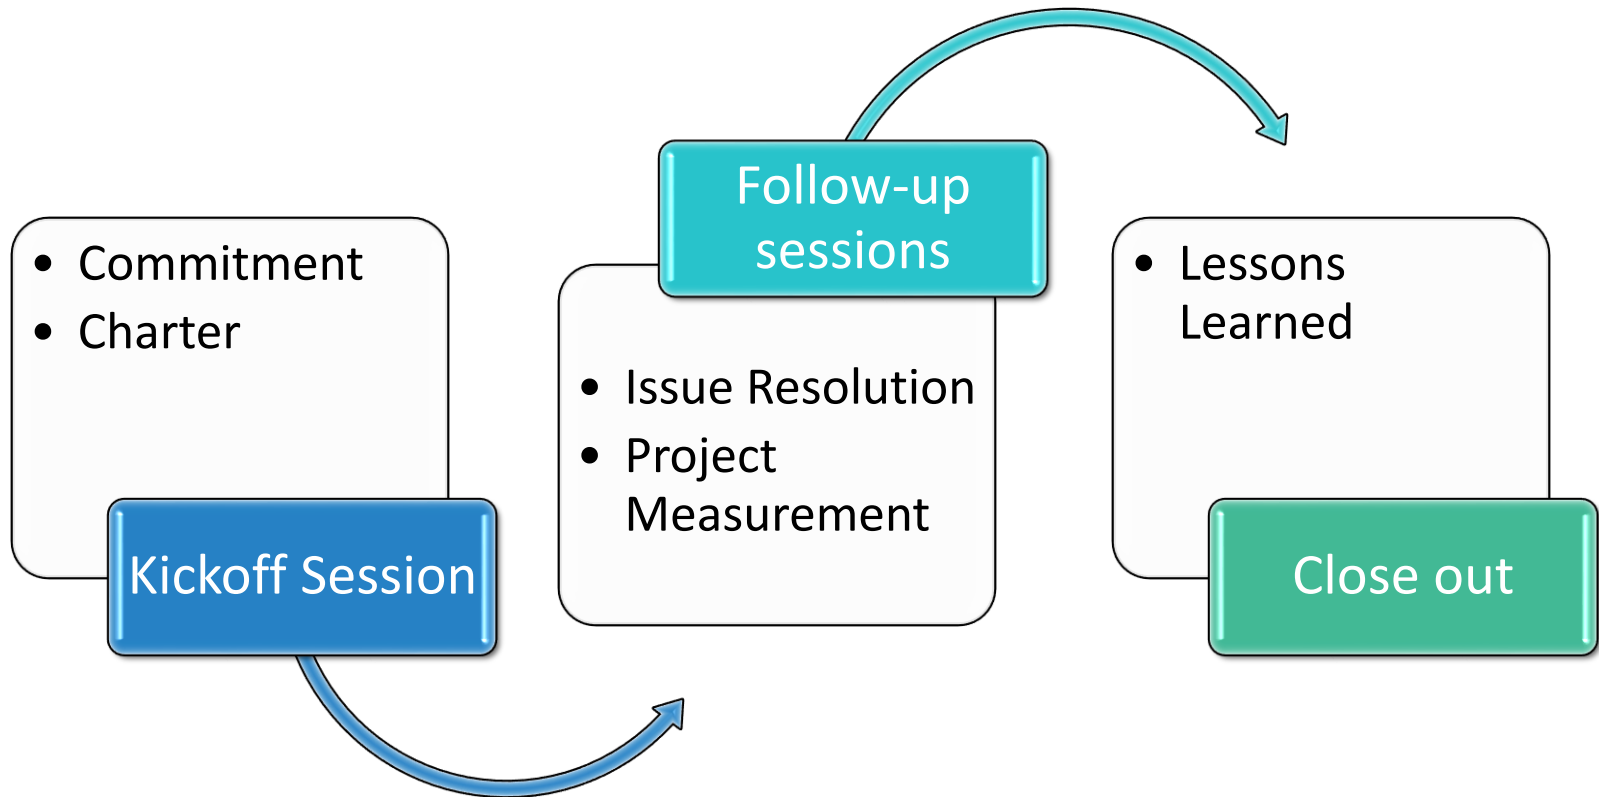 • Commitment
• Charter
Kickoff Session
Follow-up
sessions
• Issue Resolution
• Project
Measurement
• Lessons
Learned
Close out